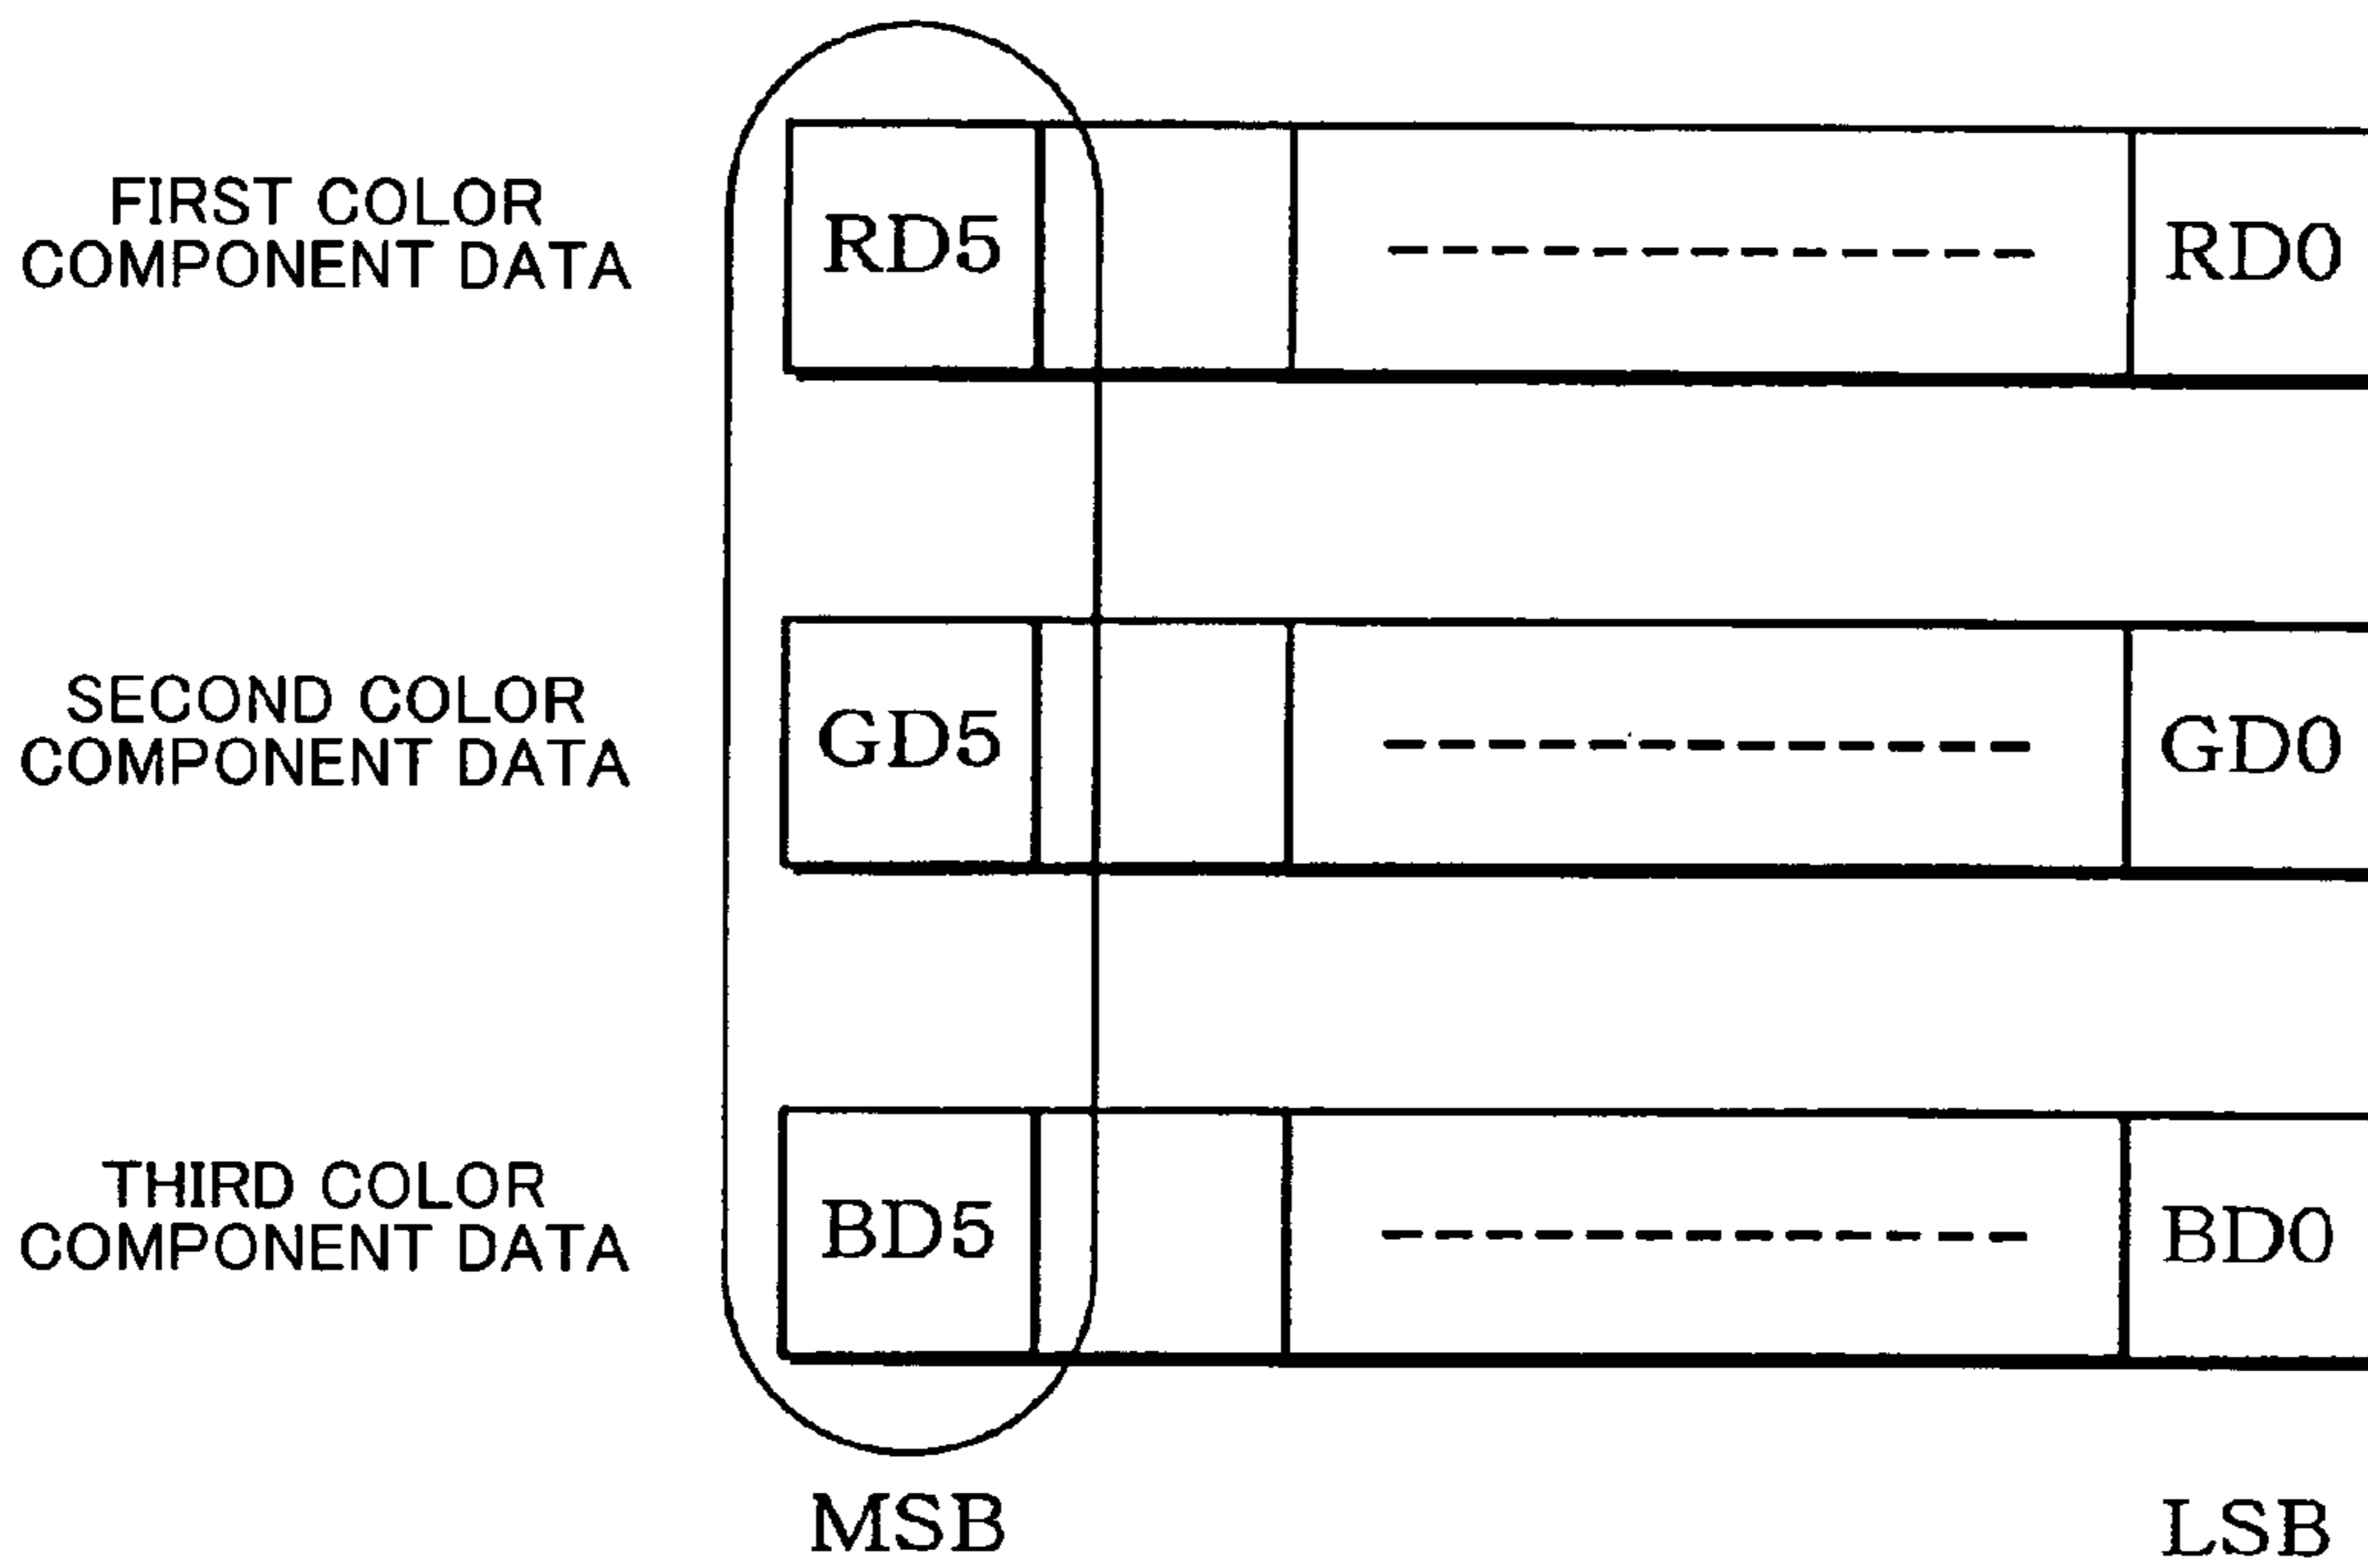 FIRST COLOR
COMPONENT DATA
RD5
RD0
SECOND COLOR
COMPONENT DATA
GD5
GD0
THIRD COLOR
COMPONENT DATA
BD5
BD0
MSB
LSB